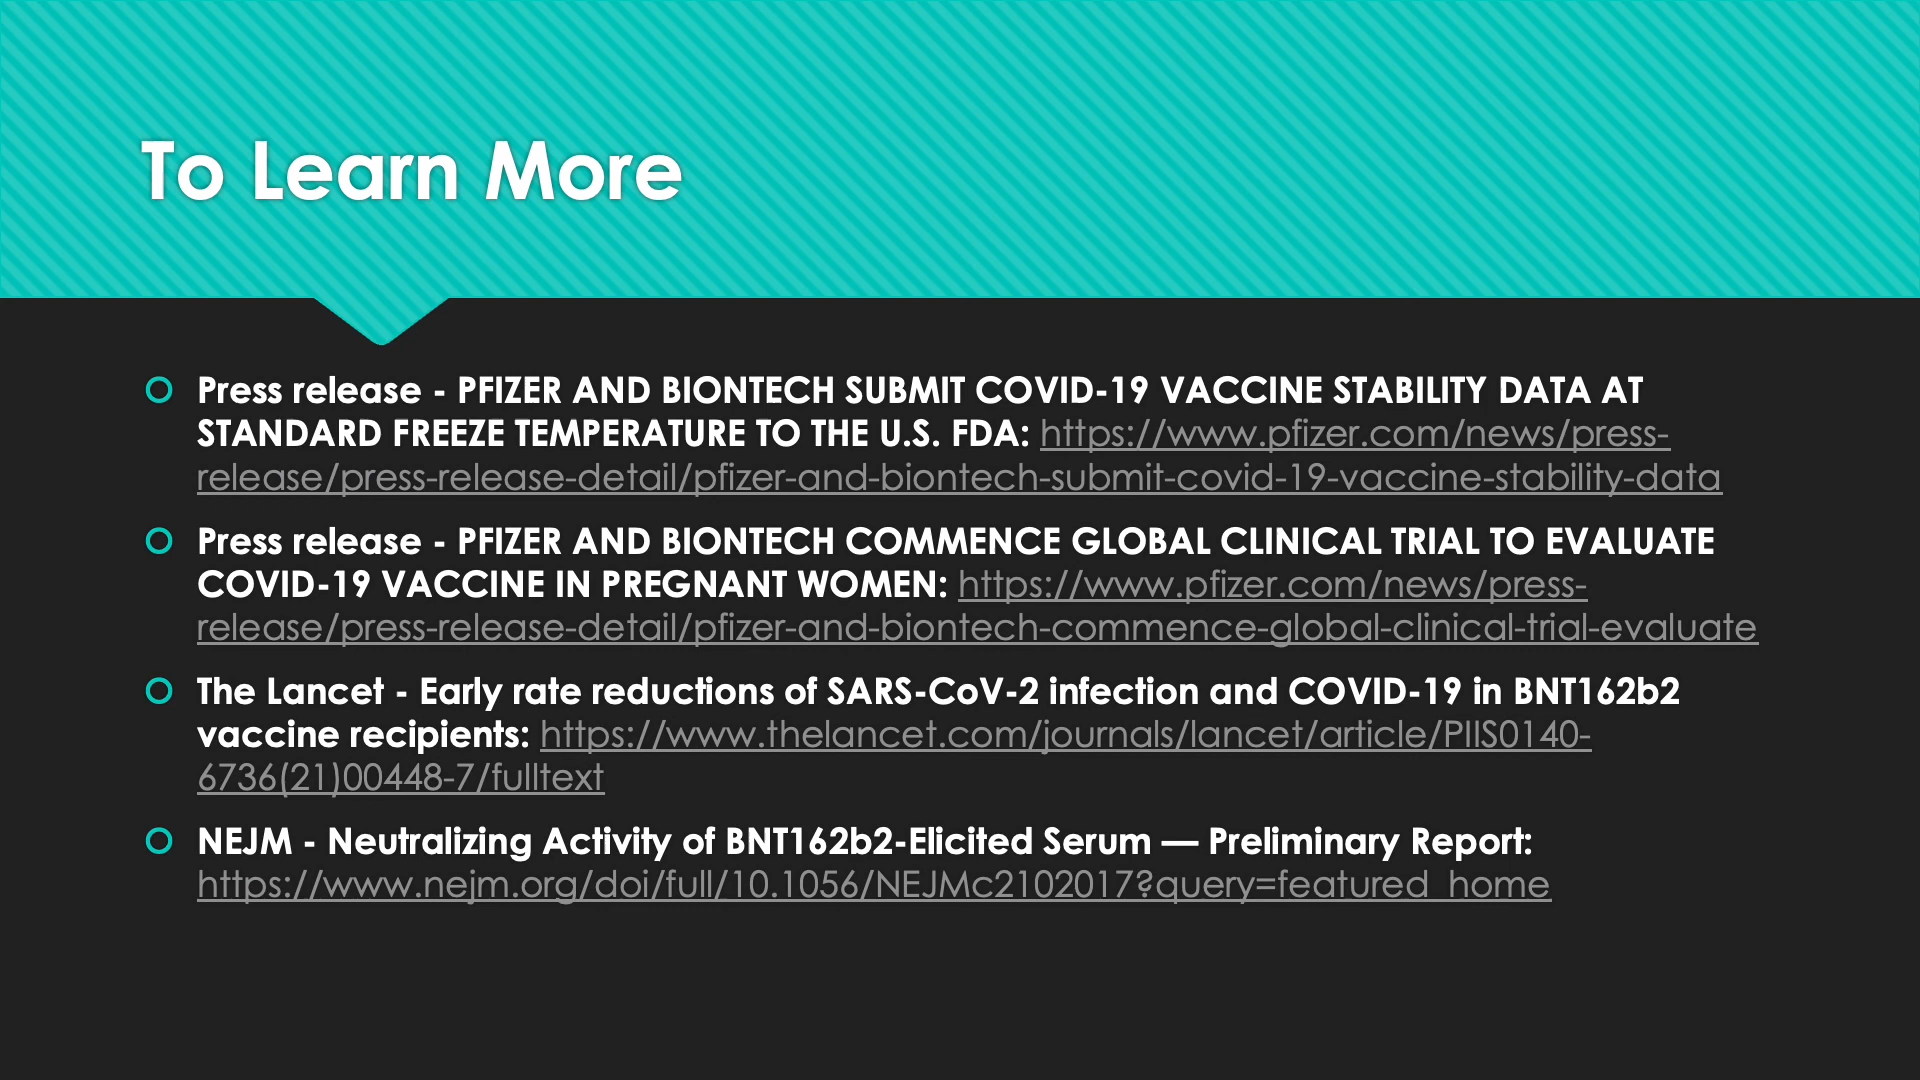 To Learn More
Press release - PFIZER AND BIONTECH SUBMIT COVID-19 VACCINE STABILITY DATA AT
STANDARD FREEZE TEMPERATURE TO THE U.S. FDA: https://www.pfizer.com/news/press-
release/press-release-detail/pfizer-and-biontech-submit-covid-19-vaccine-stability-data
Press release - PFIZER AND BIONTECH COMMENCE GLOBAL CLINICAL TRIAL TO EVALUATE
COVID-19 VACCINE IN PREGNANT WOMEN: https://www.pfizer.com/news/press-
release/press-release-detail/pfizer-and-biontech-commence-global-clinical-trial-evaluate
The Lancet - Early rate reductions of SARS-CoV-2 infection and COVID-19 in BNT162b2
vaccine recipients: https://www.thelancet.com/journals/lancet/article/PIIS0140-
6736(21)00448-7/fulltext
NEJM - Neutralizing Activity of BNT162b2-Elicited Serum — Preliminary Report:
https://www.nejm.org/doi/full/10.1056/NEJMc2102017?query=featured_home